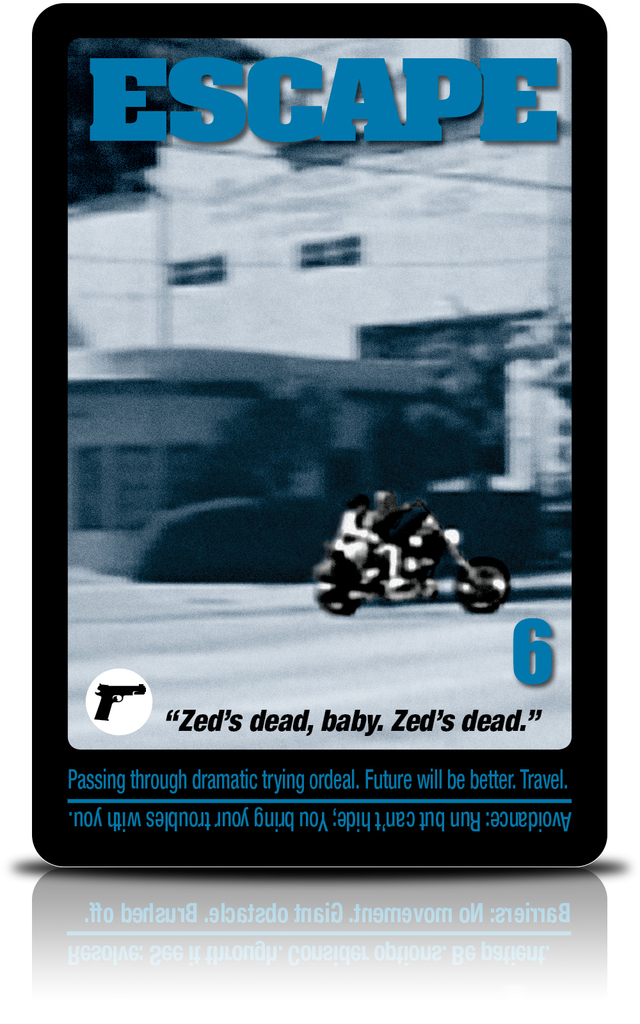 ESCAPE
6
“Zed’s dead, baby. Zed’s dead.”
Passing through dramatic trying ordeal. Future will be better. Travel.
Avoidance: Run but can't hide; You bring your troubles with you.
Barriers: No movement. Giant obstacle. Brushed off.
Resolve: See it through. Consider options. Be patient.